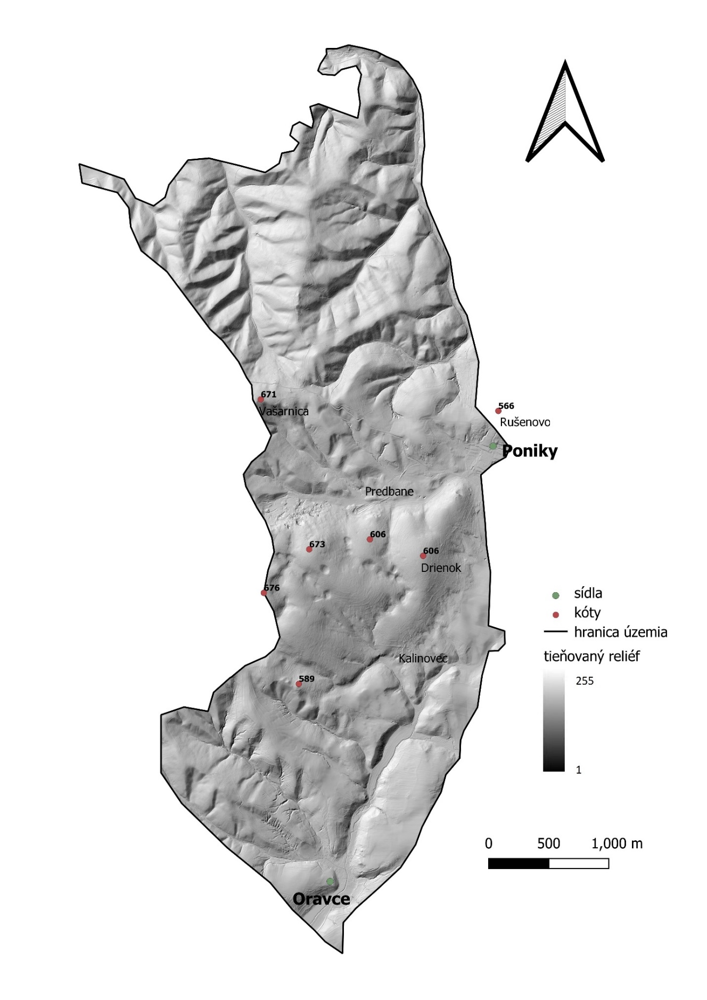 671
Vašarnica
566
Rušenovo
Poniky
Predbane
606
673
606
Drienok
676
sídla
kóty
hranica územia
Kalinovec
tieňovaný reliéf
589
255
1
0 500 1,000 m
Oravce